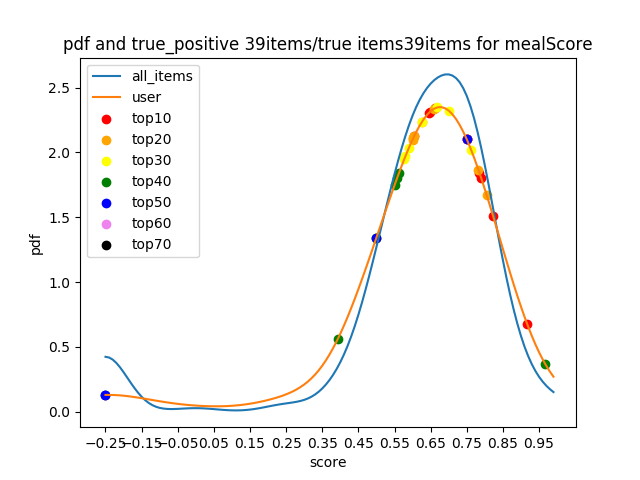 pdf and true_positive 39items/true items39items for mealScore
all_items
user
top10
top20
top30
top40
top50
top60
top70
pdf
2.5
2.0
1.5
1.0
0.5
0.0
−0.25 −0.15 −0.05 0.05 0.15 0.25 0.35 0.45 0.55 0.65 0.75 0.85 0.95
score